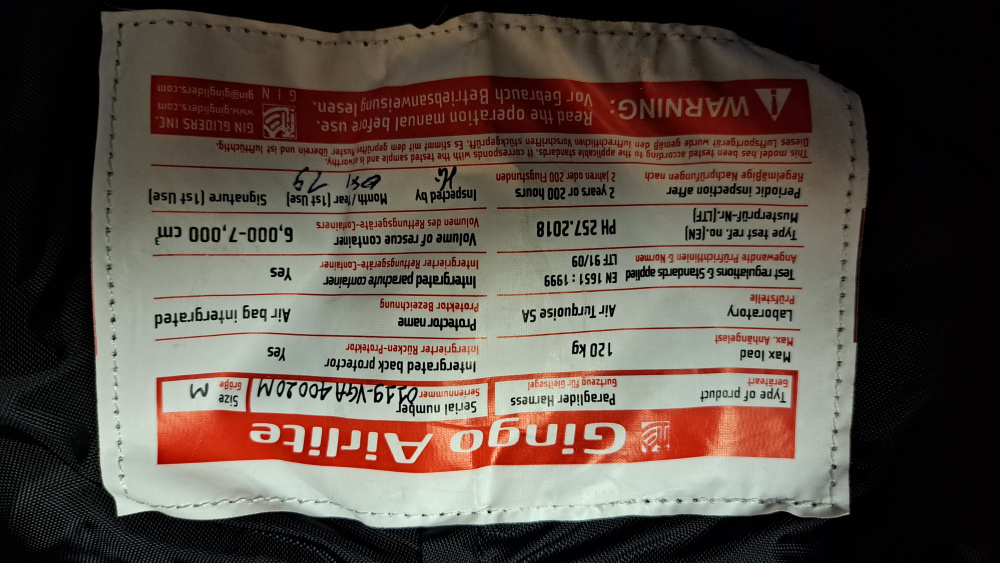 Gingo Airlite
Type of product
Geräteart
Paraglider Harness
Gurtzeug für Gleitsegel
Serial number
Seriennummer
0119-VGA40020M
Size
Größe
M
Max load
Max. Anhängelast
120 kg
Intergrated back protector
Intergrierter Rücken-Protektor
Yes
Laboratory
Prüfstelle
Air Turquoise SA
Protector name
Protektor Bezeichnung
Air bag intergrated
Test regulations & Standards applied
Angewandte Prüfrichtlinien & Normen
EN 1651 : 1999
LTF 91/09
Intergrated parachute container
Intergrierter Rettungsgeräte-Container
Yes
Type test ref. no.(EN)
Musterprüf-Nr.(LTF)
PH 257.2018
Volume of rescue container
Volumen des Rettungsgeräts-Containers
6,000-7,000 cm³
Periodic inspection after
Regelmäßige Nachprüfungen nach
2 years or 200 hours
2 Jahren oder 200 Flugstunden
Inspected by
Month/Year (1st Use)
Signature (1st Use)
This model has been tested according to the applicable standards. It corresponds with the tested sample and is airworthy.
Dieses Luftsportgerät wurde gemäß den luftrechtlichen Vorschriften stückgeprüft. Es stimmt mit dem geprüften Muster überein und ist lufttüchtig.
WARNING:
Read the operation manual before use.
Vor Gebrauch Betriebsanweisung lesen.
GIN GLIDERS INC.
www.gingliders.com
GIN
gin@gingliders.com